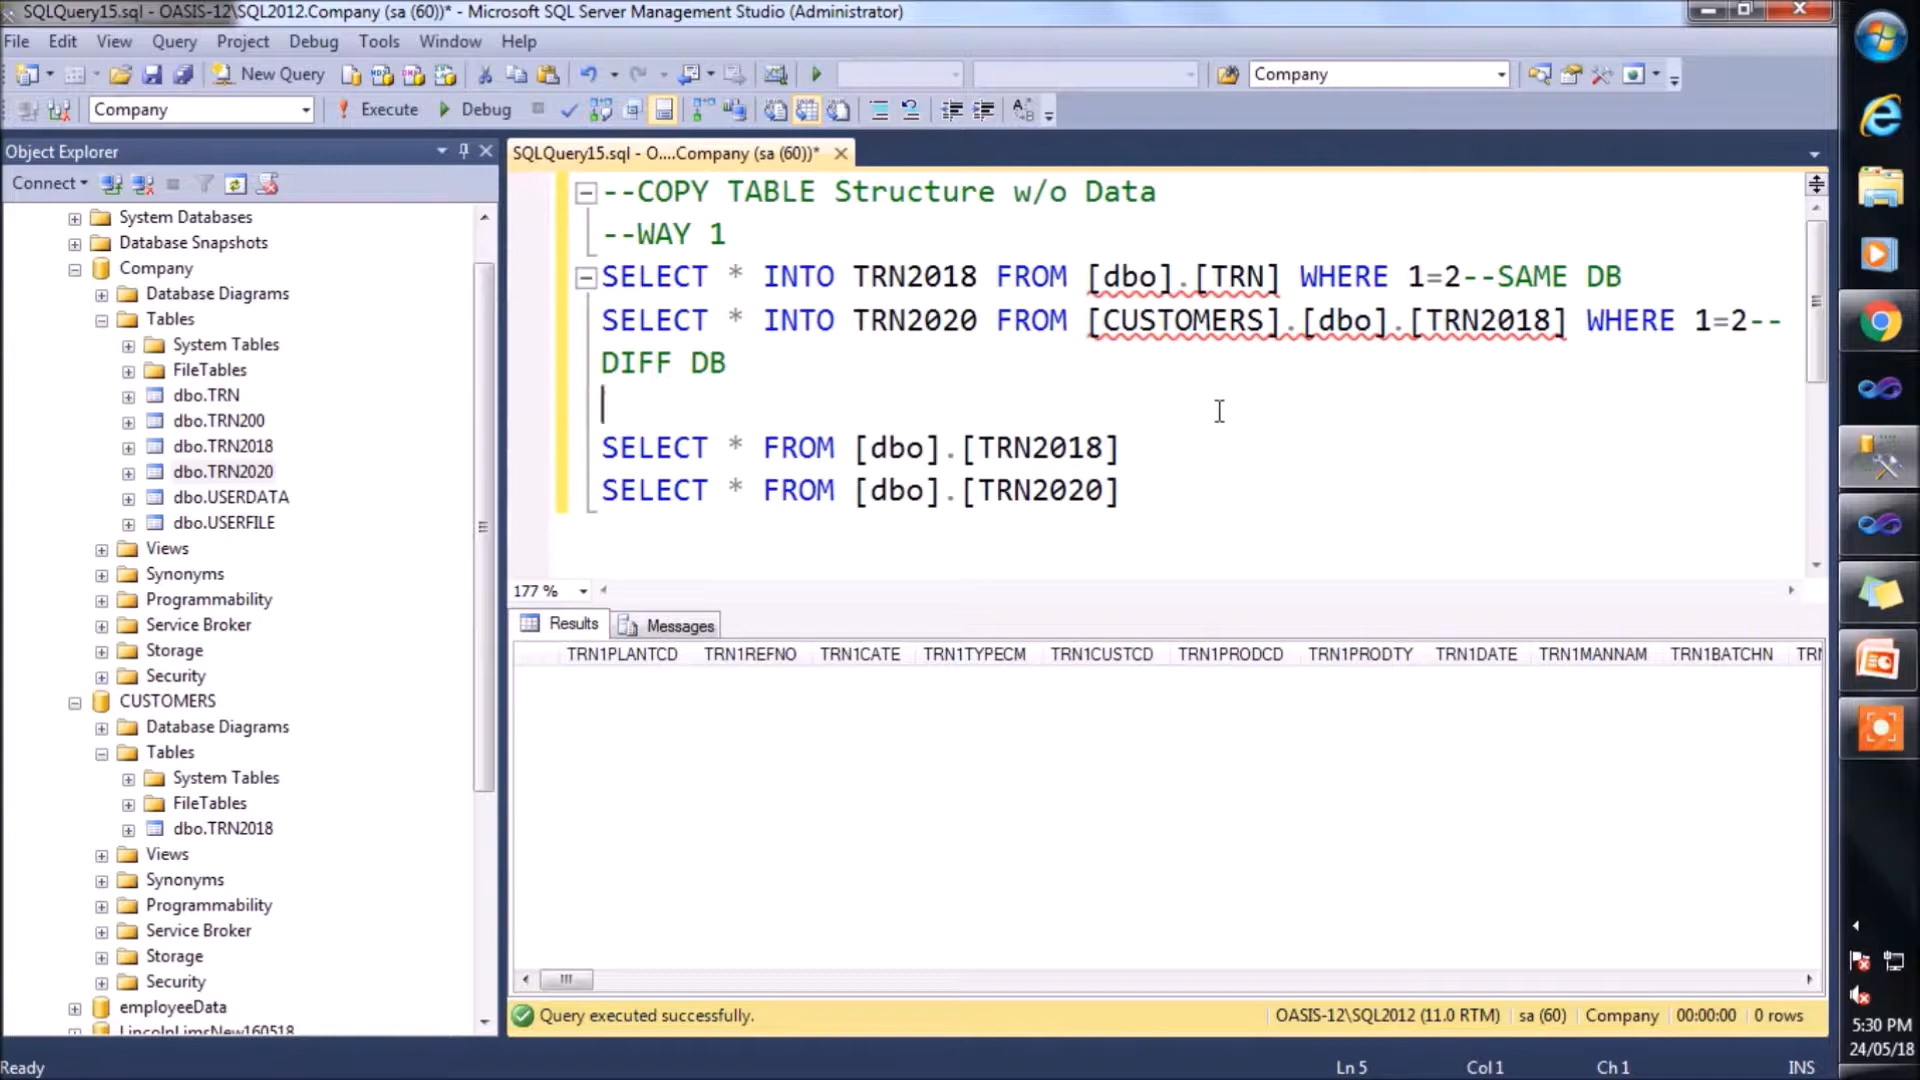 SQLQuery15.sql - OASIS-12\SQL2012.Company (sa (60))* - Microsoft SQL Server Management Studio (Administrator)
File Edit View Query Project Debug Tools Window Help
New Query Company
Company Execute Debug
Object Explorer
Connect
System Databases
Database Snapshots
Company
Database Diagrams
Tables
System Tables
FileTables
dbo.TRN
dbo.TRN200
dbo.TRN2018
dbo.TRN2020
dbo.USERDATA
dbo.USERFILE
Views
Synonyms
Programmability
Service Broker
Storage
Security
CUSTOMERS
Database Diagrams
Tables
System Tables
FileTables
dbo.TRN2018
Views
Synonyms
Programmability
Service Broker
Storage
Security
employeeData
LincolnLimsNew160518
SQLQuery15.sql - O....Company (sa (60))*
--COPY TABLE Structure w/o Data
--WAY 1
SELECT * INTO TRN2018 FROM [dbo].[TRN] WHERE 1=2--SAME DB
SELECT * INTO TRN2020 FROM [CUSTOMERS].[dbo].[TRN2018] WHERE 1=2--
DIFF DB
SELECT * FROM [dbo].[TRN2018]
SELECT * FROM [dbo].[TRN2020]
177 %
Results Messages
TRN1PLANTCD TRN1REFNO TRN1CATE TRN1TYPECM TRN1CUSTCD TRN1PRODCD TRN1PRODTY TRN1DATE TRN1MANNAM TRN1BATCHN
Query executed successfully. OASIS-12\SQL2012 (11.0 RTM) sa (60) Company 00:00:00 0 rows
Ready Ln 5 Col 1 Ch 1 INS
5:30 PM
24/05/18